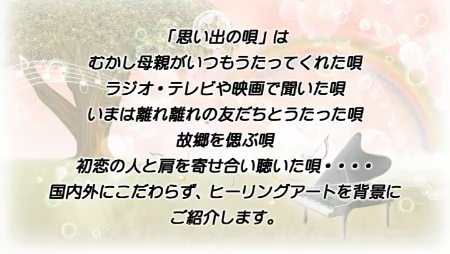 「思い出の唄」は
むかし母親がいつもうたってくれた唄
ラジオ・テレビや映画で聞いた唄
いまは離れ離れの友だちとうたった唄
故郷を偲ぶ唄
初恋の人と肩を寄せ合い聴いた唄・・・・
国内外にこだわらず、ヒーリングアートを背景に
ご紹介します。